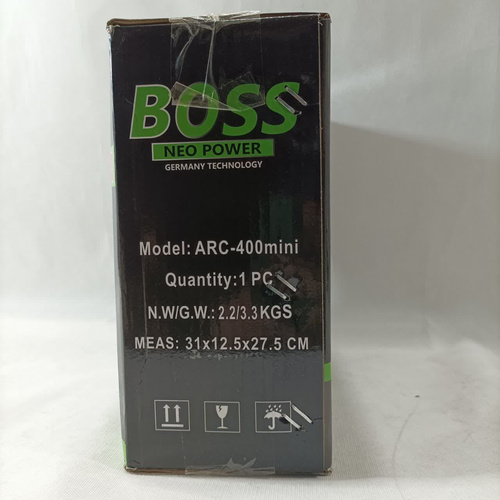 BOSS
NEO POWER
GERMANY TECHNOLOGY
Model: ARC-400mini
Quantity:1 PC
N.W/G.W.: 2.2/3.3 KGS
MEAS: 31x12.5x27.5 CM